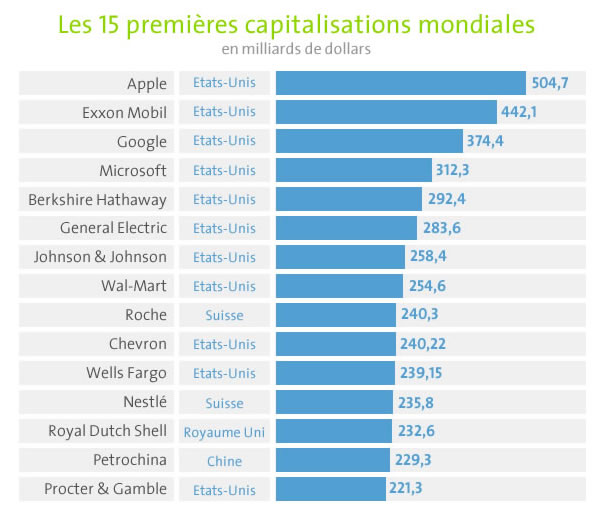 Les 15 premières capitalisations mondiales
en milliards de dollars
Apple Etats-Unis 504,7
Exxon Mobil Etats-Unis 442,1
Google Etats-Unis 374,4
Microsoft Etats-Unis 312,3
Berkshire Hathaway Etats-Unis 292,4
General Electric Etats-Unis 283,6
Johnson & Johnson Etats-Unis 258,4
Wal-Mart Etats-Unis 254,6
Roche Suisse 240,3
Chevron Etats-Unis 240,22
Wells Fargo Etats-Unis 239,15
Nestlé Suisse 235,8
Royal Dutch Shell Royaume Uni 232,6
Petrochina Chine 229,3
Procter & Gamble Etats-Unis 221,3